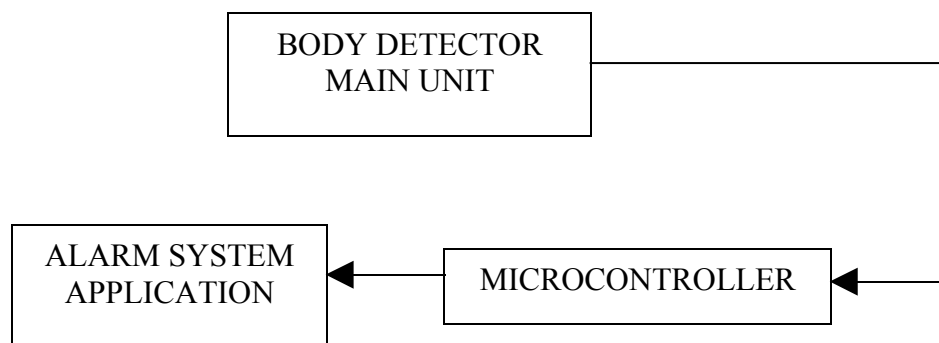 BODY DETECTOR
MAIN UNIT
ALARM SYSTEM
APPLICATION
MICROCONTROLLER